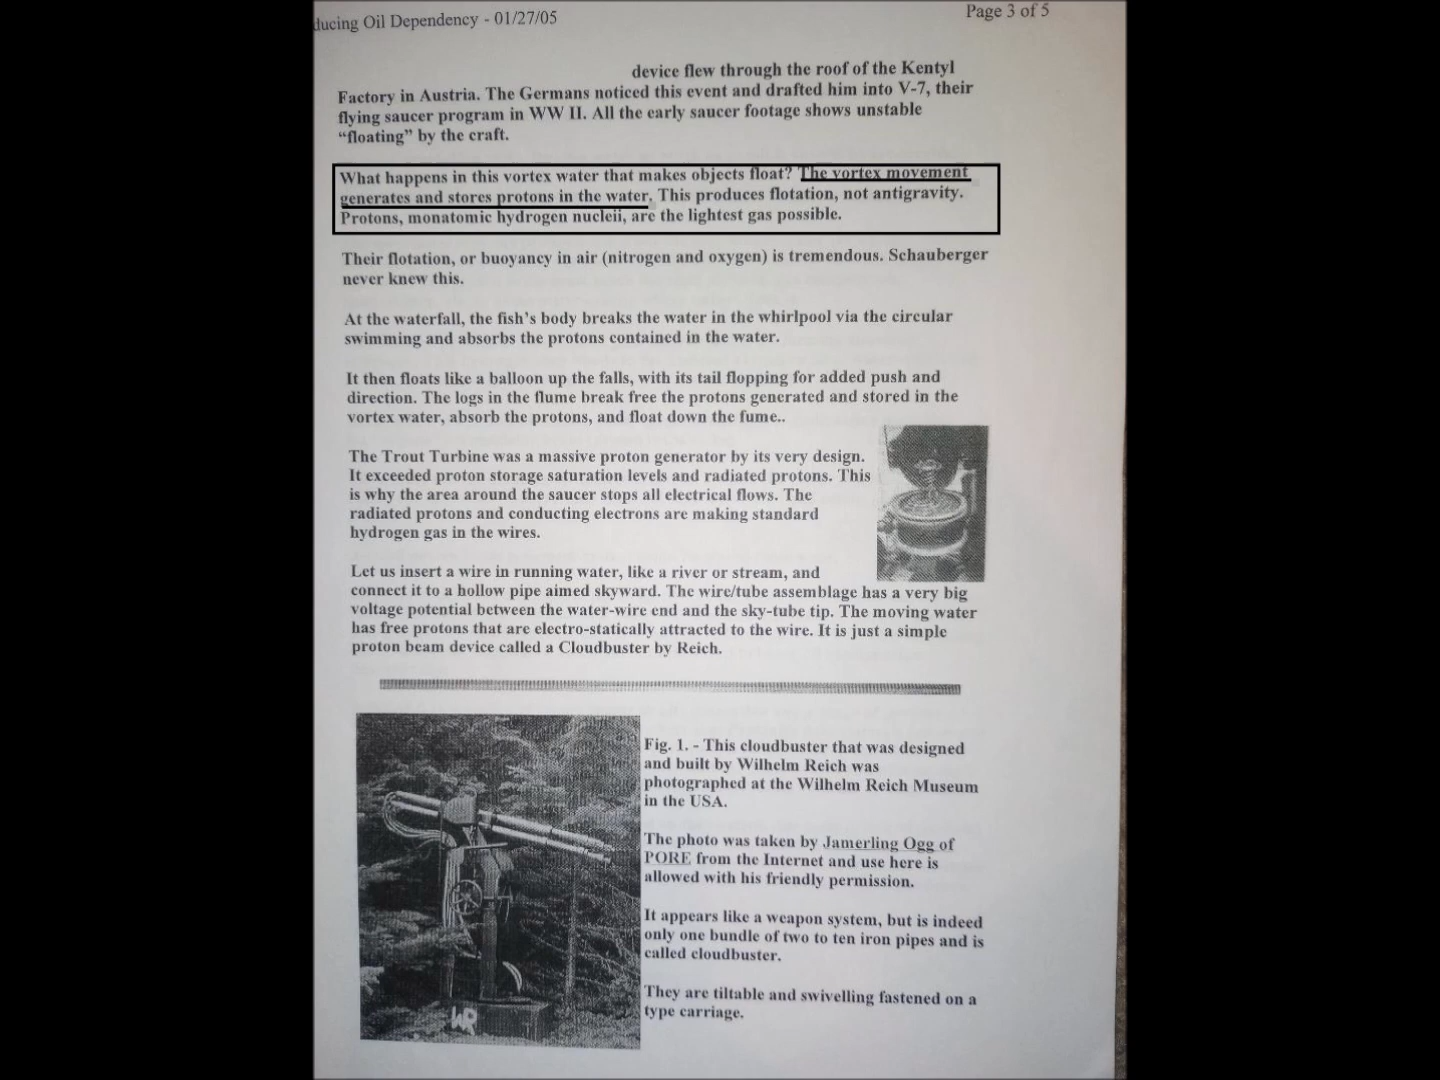 ducing Oil Dependency - 01/27/05
Page 3 of 5
device flew through the roof of the Kentyl
Factory in Austria. The Germans noticed this event and drafted him into V-7, their
flying saucer program in WW II. All the early saucer footage shows unstable
“floating” by the craft.
What happens in this vortex water that makes objects float? The vortex movement
generates and stores protons in the water. This produces flotation, not antigravity.
Protons, monatomic hydrogen nucleii, are the lightest gas possible.
Their flotation, or buoyancy in air (nitrogen and oxygen) is tremendous. Schauberger
never knew this.
At the waterfall, the fish’s body breaks the water in the whirlpool via the circular
swimming and absorbs the protons contained in the water.
It then floats like a balloon up the falls, with its tail flopping for added push and
direction. The logs in the flume break free the protons generated and stored in the
vortex water, absorb the protons, and float down the fume..
The Trout Turbine was a massive proton generator by its very design.
It exceeded proton storage saturation levels and radiated protons. This
is why the area around the saucer stops all electrical flows. The
radiated protons and conducting electrons are making standard
hydrogen gas in the wires.
Let us insert a wire in running water, like a river or stream, and
connect it to a hollow pipe aimed skyward. The wire/tube assemblage has a very big
voltage potential between the water-wire end and the sky-tube tip. The moving water
has free protons that are electro-statically attracted to the wire. It is just a simple
proton beam device called a Cloudbuster by Reich.
Fig. 1. - This cloudbuster that was designed
and built by Wilhelm Reich was
photographed at the Wilhelm Reich Museum
in the USA.
The photo was taken by Jamerling Ogg of
PORE from the Internet and use here is
allowed with his friendly permission.
It appears like a weapon system, but is indeed
only one bundle of two to ten iron pipes and is
called cloudbuster.
They are tiltable and swivelling fastened on a
type carriage.
WR